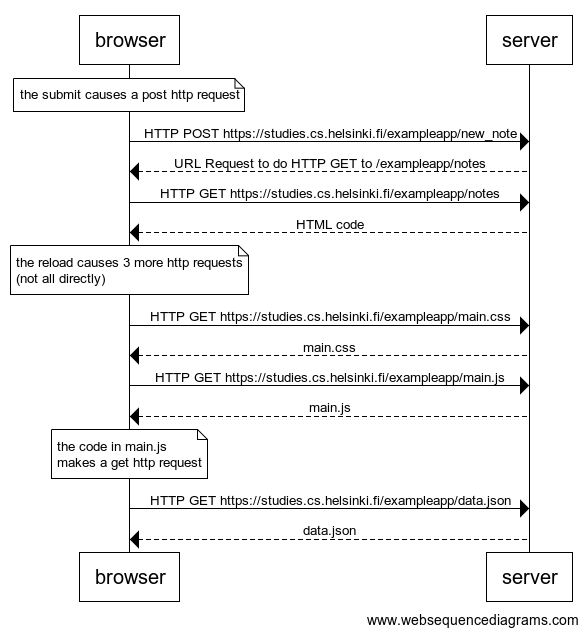 browser
server
the submit causes a post http request
HTTP POST https://studies.cs.helsinki.fi/exampleapp/new_note
URL Request to do HTTP GET to /exampleapp/notes
HTTP GET https://studies.cs.helsinki.fi/exampleapp/notes
HTML code
the reload causes 3 more http requests
(not all directly)
HTTP GET https://studies.cs.helsinki.fi/exampleapp/main.css
main.css
HTTP GET https://studies.cs.helsinki.fi/exampleapp/main.js
main.js
the code in main.js
makes a get http request
HTTP GET https://studies.cs.helsinki.fi/exampleapp/data.json
data.json
browser
server
www.websequencediagrams.com